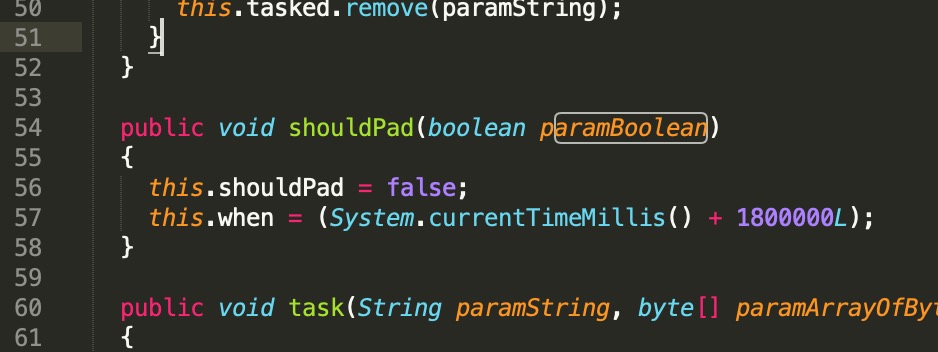 50 this.tasked.remove(paramString);
51 }
52 }
53
54 public void shouldPad(boolean paramBoolean)
55 {
56 this.shouldPad = false;
57 this.when = (System.currentTimeMillis() + 1800000L);
58 }
59
60 public void task(String paramString, byte[] paramArrayOfByt
61 {